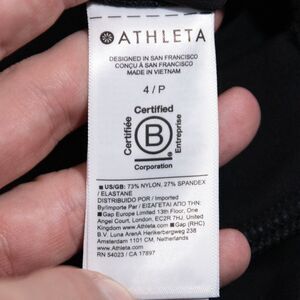 ATHLETA
DESIGNED IN SAN FRANCISCO
CONÇU À SAN FRANCISCO
MADE IN VIETNAM
4 / P
Certified
Certifiée
B
Entreprise
Corporation
■ US/GB: 73% NYLON, 27% SPANDEX
/ ELASTANE
DISTRIBUIDO POR / Imported
By/Importe Per / ΕΙΣΑΓΕΤΑΙ ΑΠΟ ΤΗΝ:
■Gap Europe Limited 13th Floor, One
Angel Court, London, EC2R 7HJ, United
Kingdom www.Athleta.com ■Gap (RHC)
B.V. Luna ArenA Herikerbergweg 238
Amsterdam 1101 CM, Netherlands
www.Athleta.com
RN 54023 / CA 17897